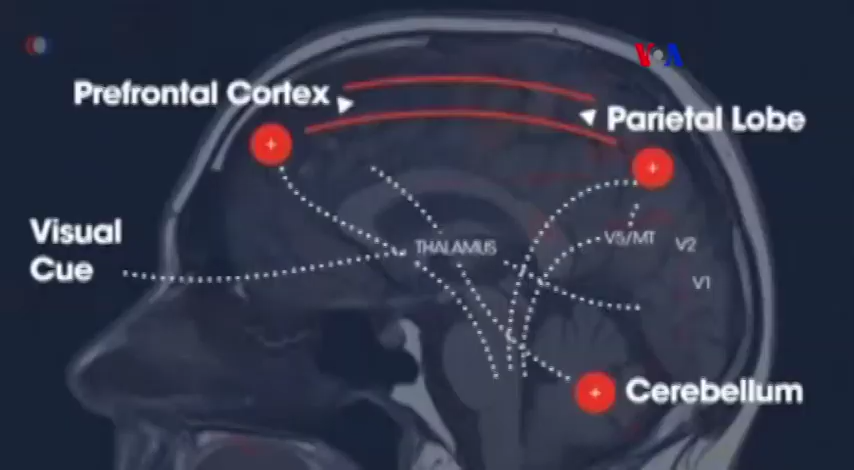 VOA
Prefrontal Cortex
Parietal Lobe
Visual
Cue
THALAMUS
V5/MT
V2
V1
Cerebellum